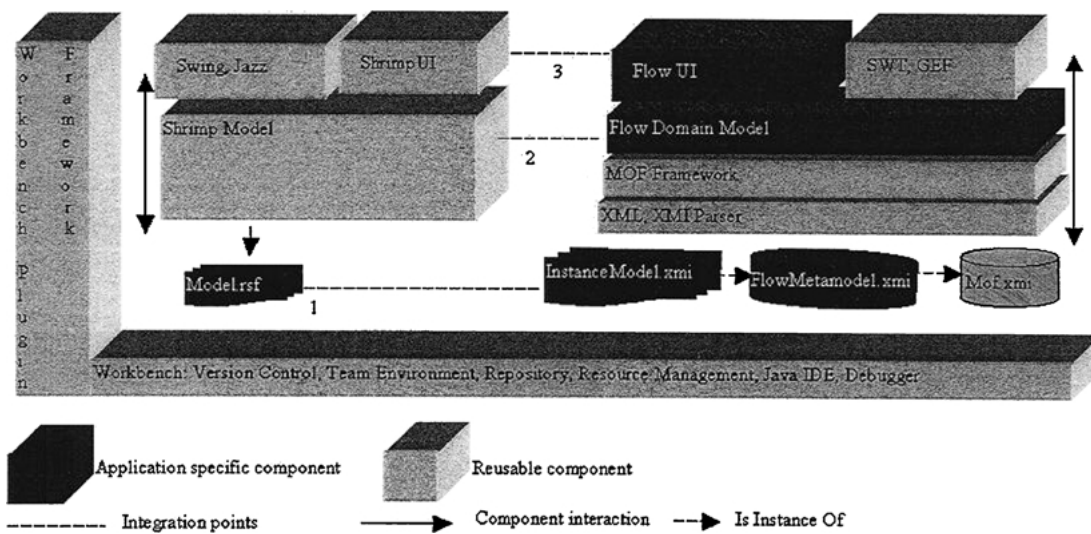 Workbench Plugin
Framework
Swing, Jazz
Shrimp UI
3
Flow UI
SWT, GEF
Shrimp Model
2
Flow Domain Model
MOF Framework
XML, XMI Parser
Model.rsf
1
InstanceModel.xmi
FlowMetamodel.xmi
Mof.xmi
Workbench: Version Control, Team Environment, Repository, Resource Management, Java IDE, Debugger
Application specific component
Reusable component
Integration points
Component interaction
Is Instance Of